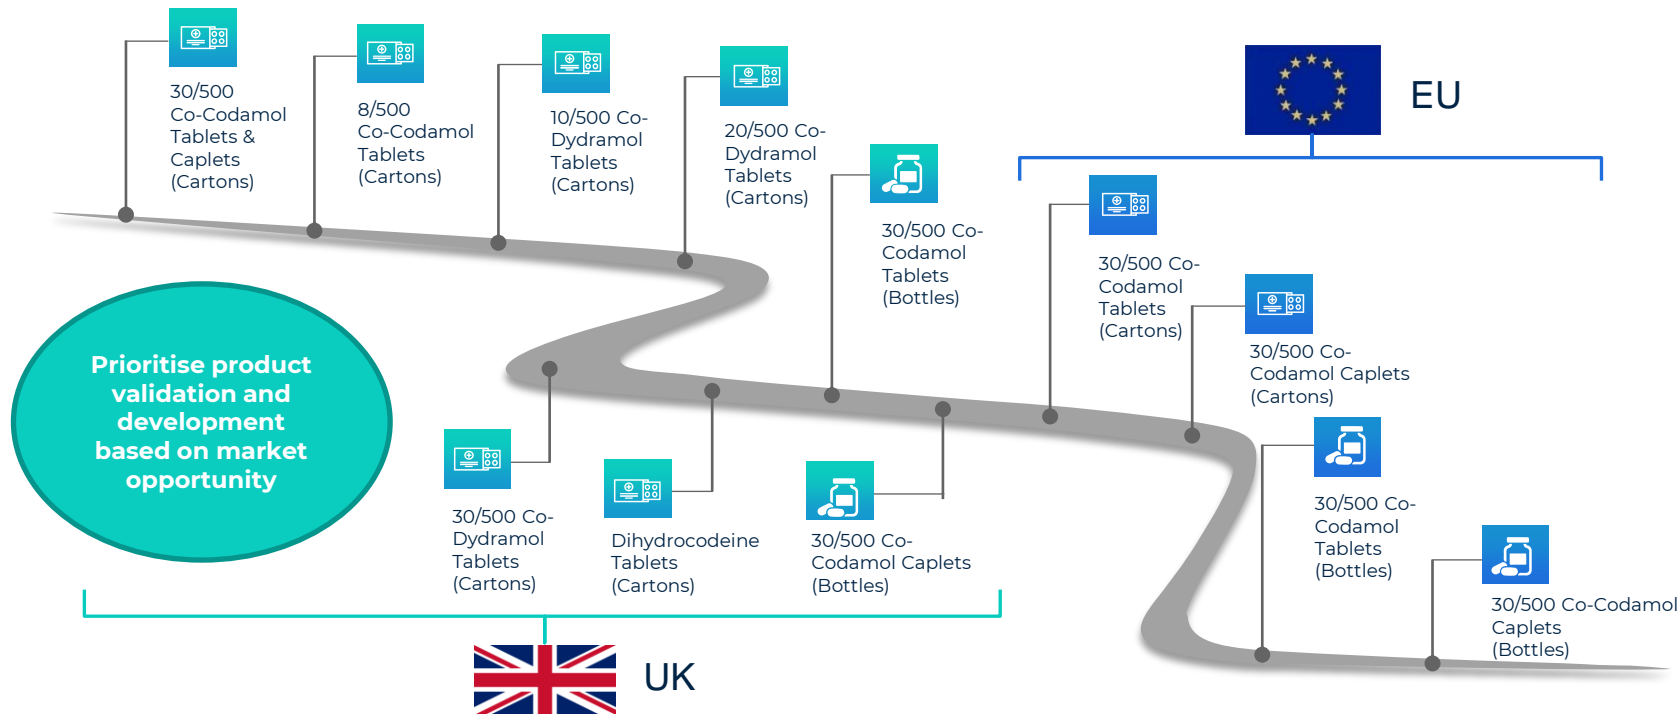 30/500
Co-Codamol
Tablets &
Caplets
(Cartons)
8/500
Co-Codamol
Tablets
(Cartons)
10/500 Co-
Dydramol
Tablets
(Cartons)
20/500 Co-
Dydramol
Tablets
(Cartons)
30/500 Co-
Codamol
Tablets
(Bottles)
EU
30/500 Co-
Codamol
Tablets
(Cartons)
30/500 Co-
Codamol Caplets
(Cartons)
Prioritise product
validation and
development
based on market
opportunity
30/500 Co-
Dydramol
Tablets
(Cartons)
Dihydrocodeine
Tablets
(Cartons)
30/500 Co-
Codamol Caplets
(Bottles)
30/500 Co-
Codamol
Tablets
(Bottles)
30/500 Co-Codamol
Caplets
(Bottles)
UK